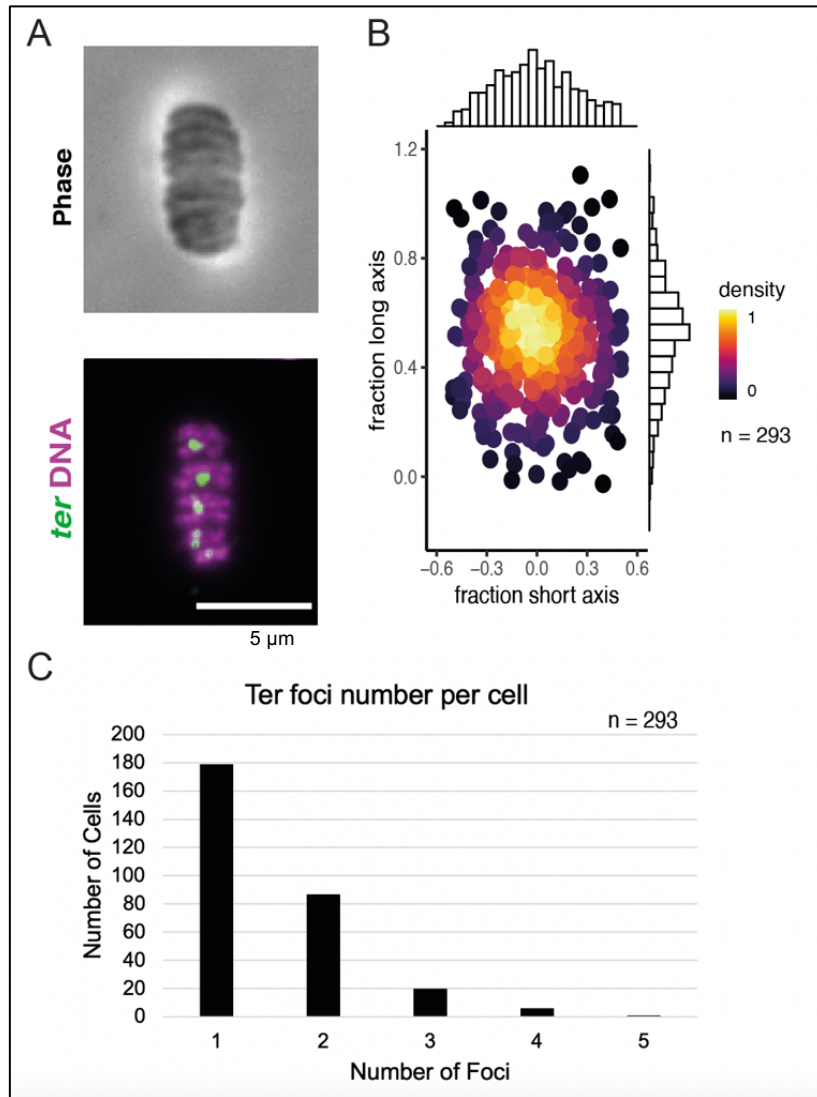 A
Phase
ter DNA
5 µm
B
1.2
0.8
0.4
0.0
fraction long axis
−0.6 −0.3 0.0 0.3 0.6
fraction short axis
density
1
0
n = 293
C
Ter foci number per cell
n = 293
200
180
160
140
120
100
80
60
40
20
0
Number of Cells
1 2 3 4 5
Number of Foci